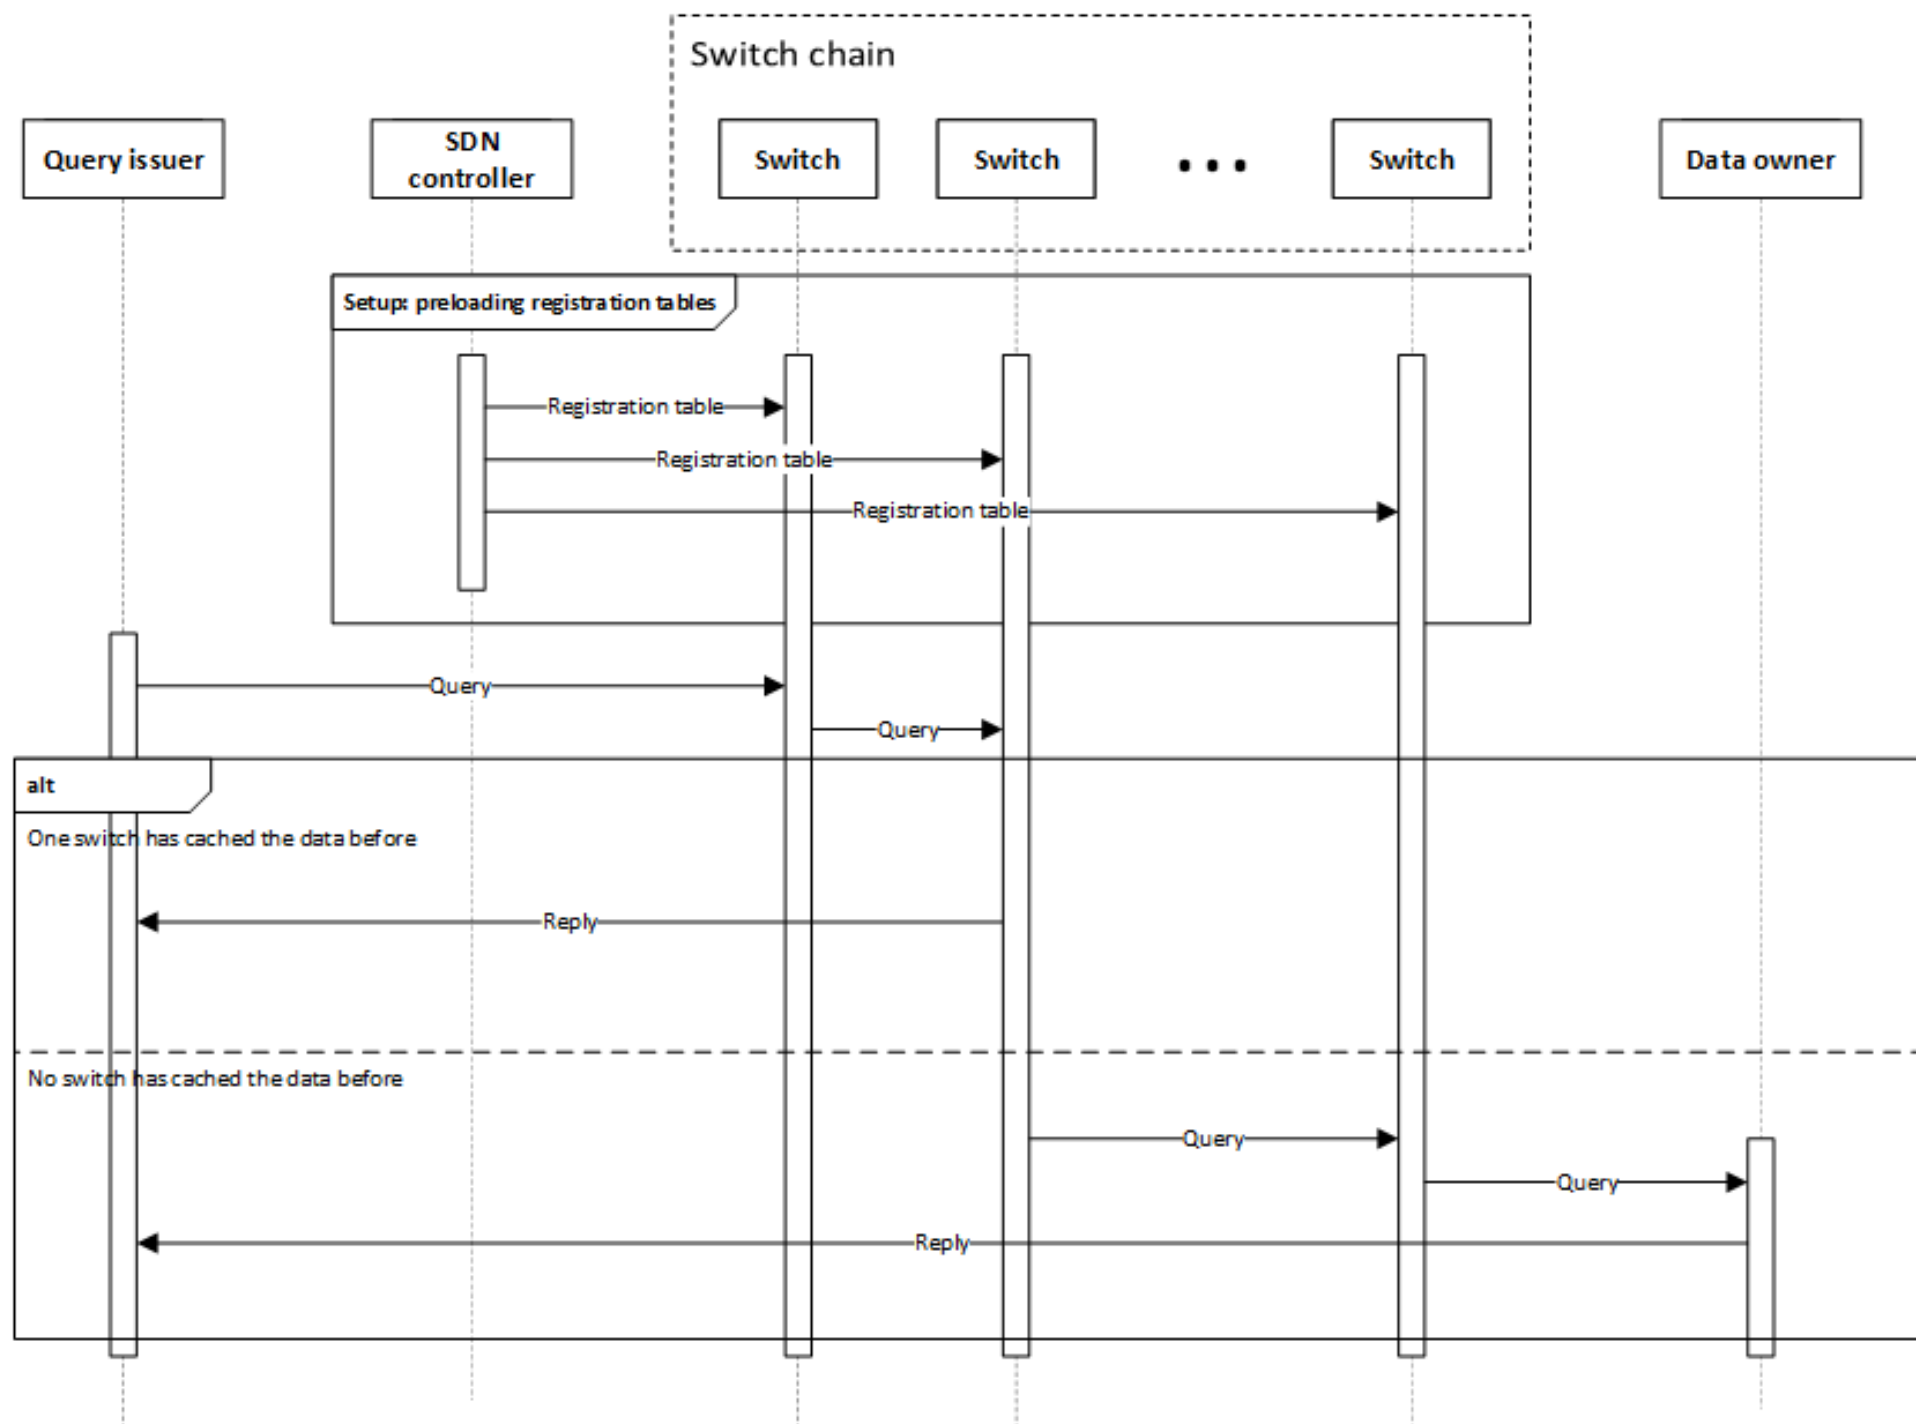 Switch chain
Query issuer
SDN
controller
Switch
Switch
...
Switch
Data owner
Setup: preloading registration tables
Registration table
Registration table
Registration table
Query
Query
alt
One switch has cached the data before
Reply
No switch has cached the data before
Query
Query
Reply